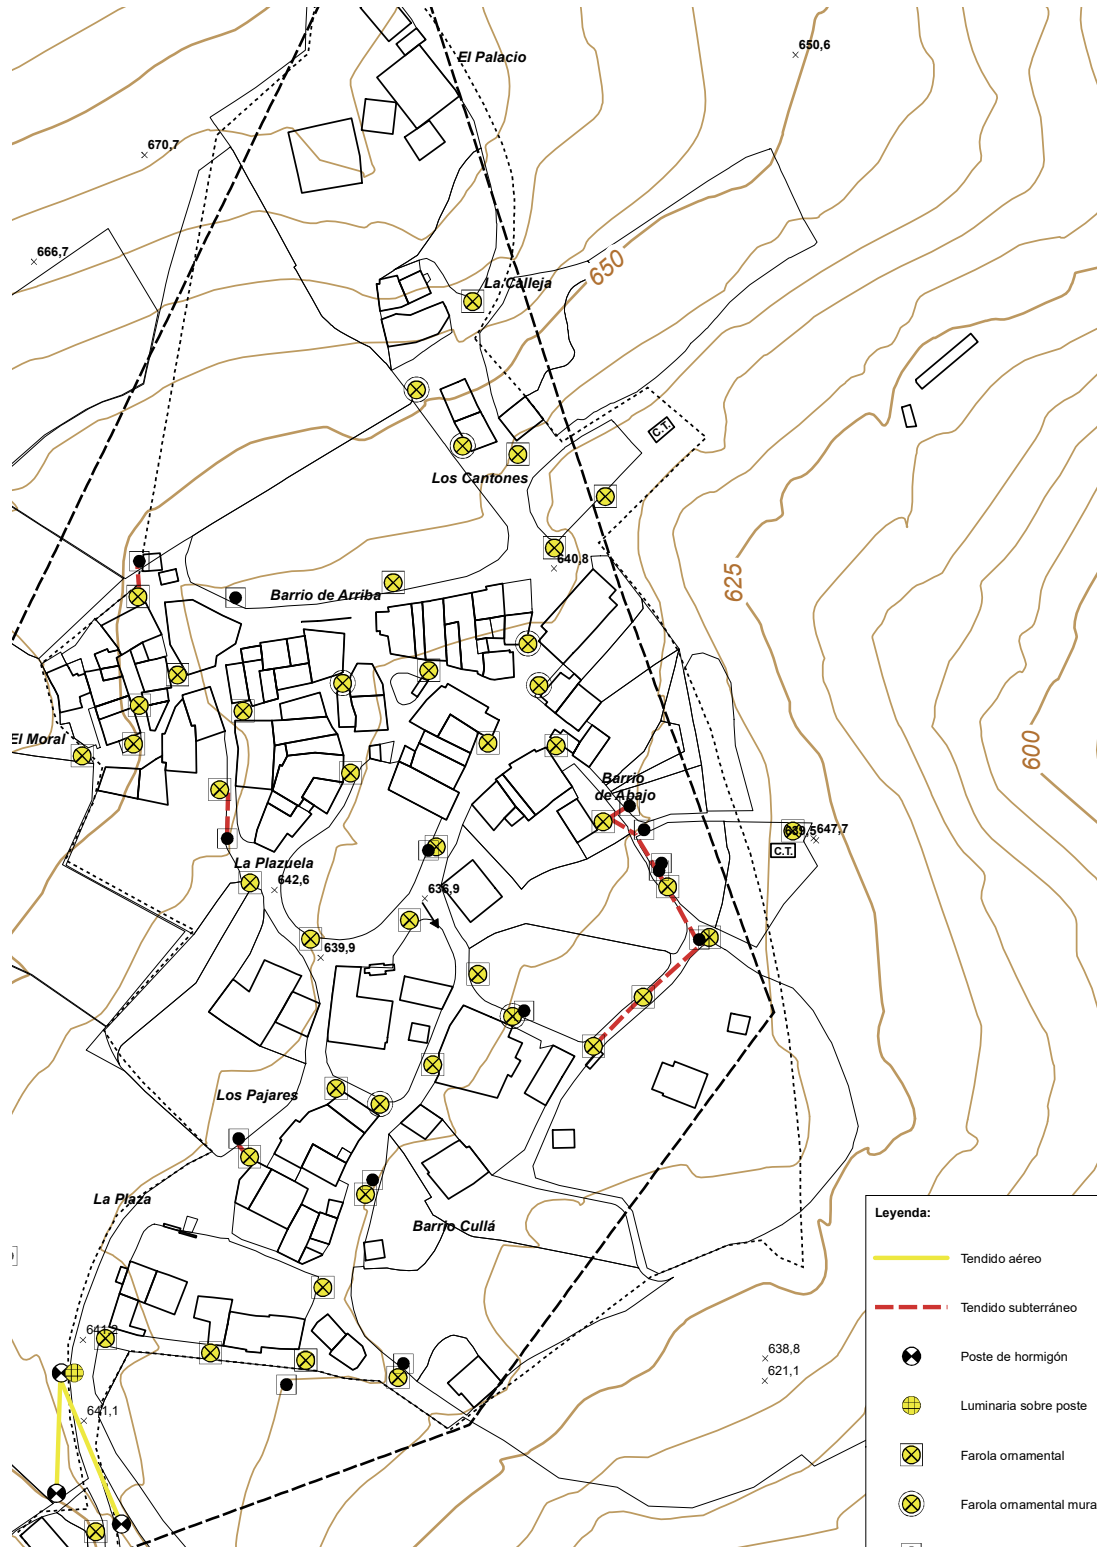 El Palacio
650,6
670,7
666,7
650
La Calleja
C.T.
Los Cantones
640,8
625
Barrio de Arriba
El Moral
600
Barrio
de Abajo
647,7
C.T.
La Plazuela
642,6
636,9
639,9
Los Pajares
La Plaza
Barrio Cullá
Leyenda:
Tendido aéreo
Tendido subterráneo
641,2
638,8
Poste de hormigón
621,1
Luminaria sobre poste
641,1
Farola ornamental
Farola ornamental mura